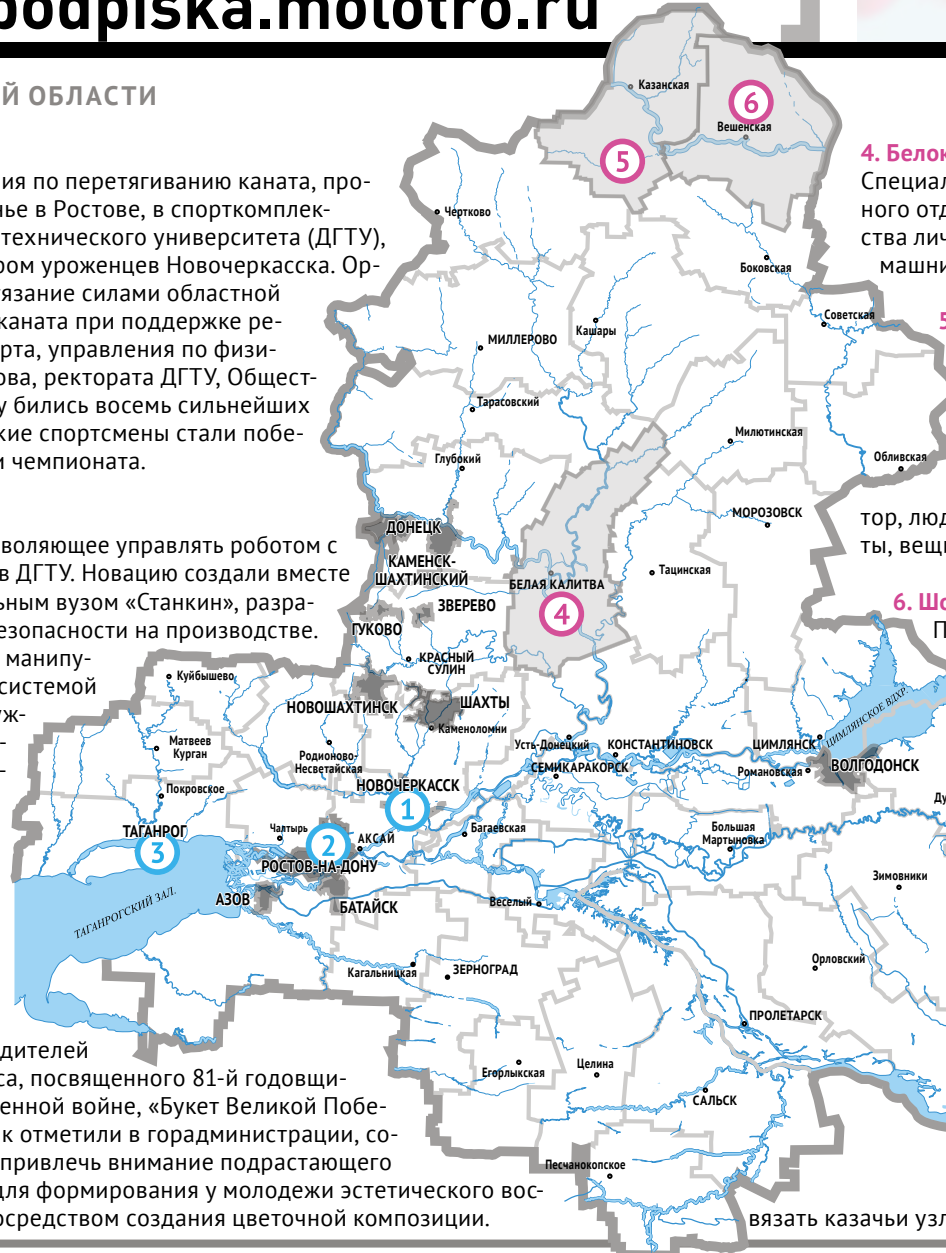 podpiska.molotro.ru
Й ОБЛАСТИ
ия по перетягиванию каната, про-
нье в Ростове, в спорткомплек-
технического университета (ДГТУ),
ром уроженцев Новочеркасска. Ор-
тязание силами областной
каната при поддержке ре-
рта, управления по физи-
ова, ректората ДГТУ, Общест-
у бились восемь сильнейших
кие спортсмены стали побе-
и чемпионата.
воляющее управлять роботом с
в ДГТУ. Новацию создали вместе
ьным вузом «Станкин», разра-
езопасности на производстве.
манипу-
системой
уж-
-
дителей
са, посвященного 81-й годовщи-
енной войне, «Букет Великой Побе-
к отметили в горадминистрации, со-
привлечь внимание подрастающего
для формирования у молодежи эстетического вос-
осредством создания цветочной композиции.
Казанская
6
Вешенская
5
Чертково
Боковская
Советская
Кашары
МИЛЛЕРОВО
Тарасовский
Милютинская
Глубокий
Обливская
МОРОЗОВСК
ДОНЕЦК
КАМЕНСК-
ШАХТИНСКИЙ
Тацинская
БЕЛАЯ КАЛИТВА
4
ЗВЕРЕВО
ГУКОВО
КРАСНЫЙ
СУЛИН
Куйбышево
НОВОШАХТИНСК
ШАХТЫ
Каменоломни
Матвеев
Курган
Родионово-
Несветайская
Усть-Донецкий
КОНСТАНТИНОВСК
ЦИМЛЯНСК
ЦИМЛЯНСКОЕ ВДХР.
СЕМИКАРАКОРСК
Романовская
ВОЛГОДОНСК
Покровское
НОВОЧЕРКАССК
1
Ду
ТАГАНРОГ
3
Чалтырь
2
АКСАЙ
Багаевская
Большая
Мартыновка
РОСТОВ-НА-ДОНУ
Зимовники
АЗОВ
БАТАЙСК
Веселый
ТАГАНРОГСКИЙ ЗАЛ.
Кагальницкая
ЗЕРНОГРАД
Орловский
ПРОЛЕТАРСК
Егорлыкская
Целина
САЛЬСК
Песчанокопское
4. Белок
Специал
ного отд
ства лич
машни
5
тор, люд
ты, вещ
6. Шо
П
вязать казачьи узл